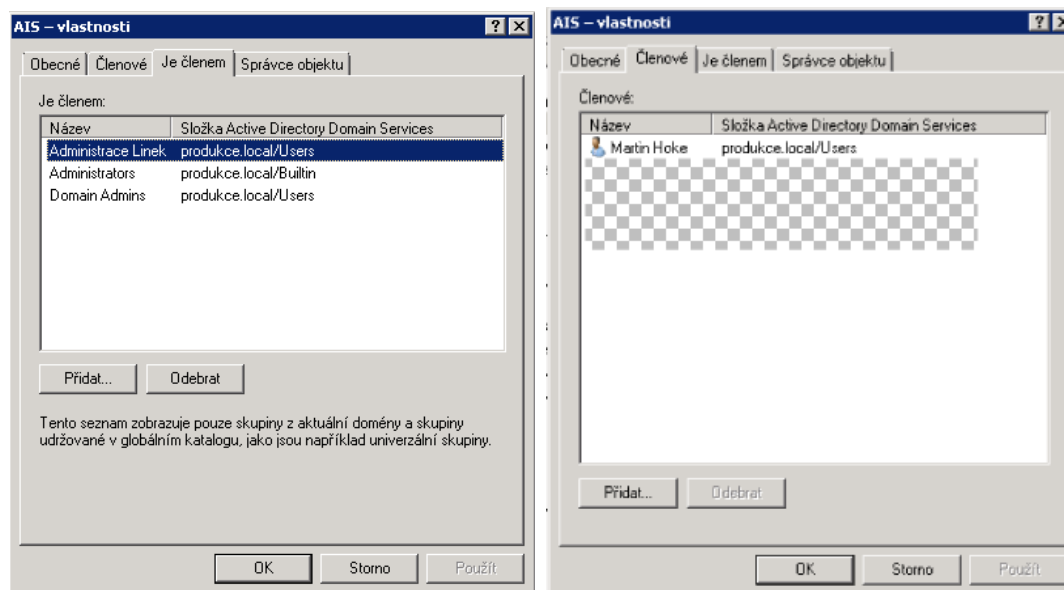 AIS – vlastnosti
Obecné Členové Je členem Správce objektu
Je členem:
Název Složka Active Directory Domain Services
Administrace Linek produkce.local/Users
Administrators produkce.local/Builtin
Domain Admins produkce.local/Users
Přidat... Odebrat
Tento seznam zobrazuje pouze skupiny z aktuální domény a skupiny
udržované v globálním katalogu, jako jsou například univerzální skupiny.
OK Storno Použít
AIS – vlastnosti
Obecné Členové Je členem Správce objektu
Členové:
Název Složka Active Directory Domain Services
Martin Hoke produkce.local/Users
Přidat... Odebrat
OK Storno Použít